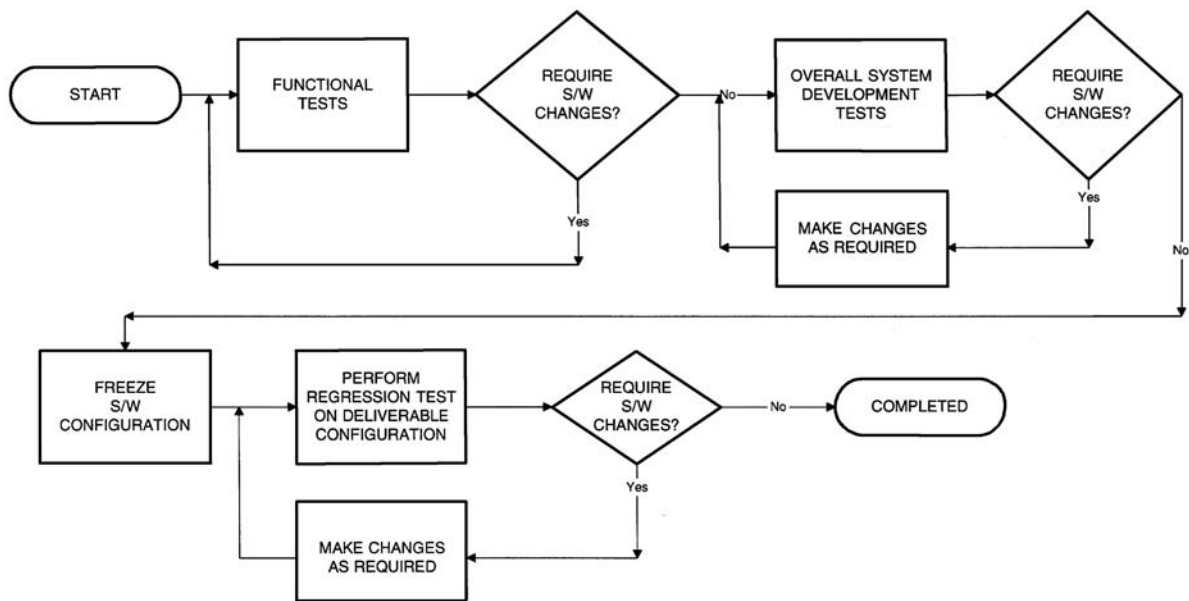 START
FUNCTIONAL
TESTS
REQUIRE
S/W
CHANGES?
Yes
No
OVERALL SYSTEM
DEVELOPMENT
TESTS
REQUIRE
S/W
CHANGES?
Yes
MAKE CHANGES
AS REQUIRED
No
FREEZE
S/W
CONFIGURATION
PERFORM
REGRESSION TEST
ON DELIVERABLE
CONFIGURATION
REQUIRE
S/W
CHANGES?
Yes
MAKE CHANGES
AS REQUIRED
No
COMPLETED